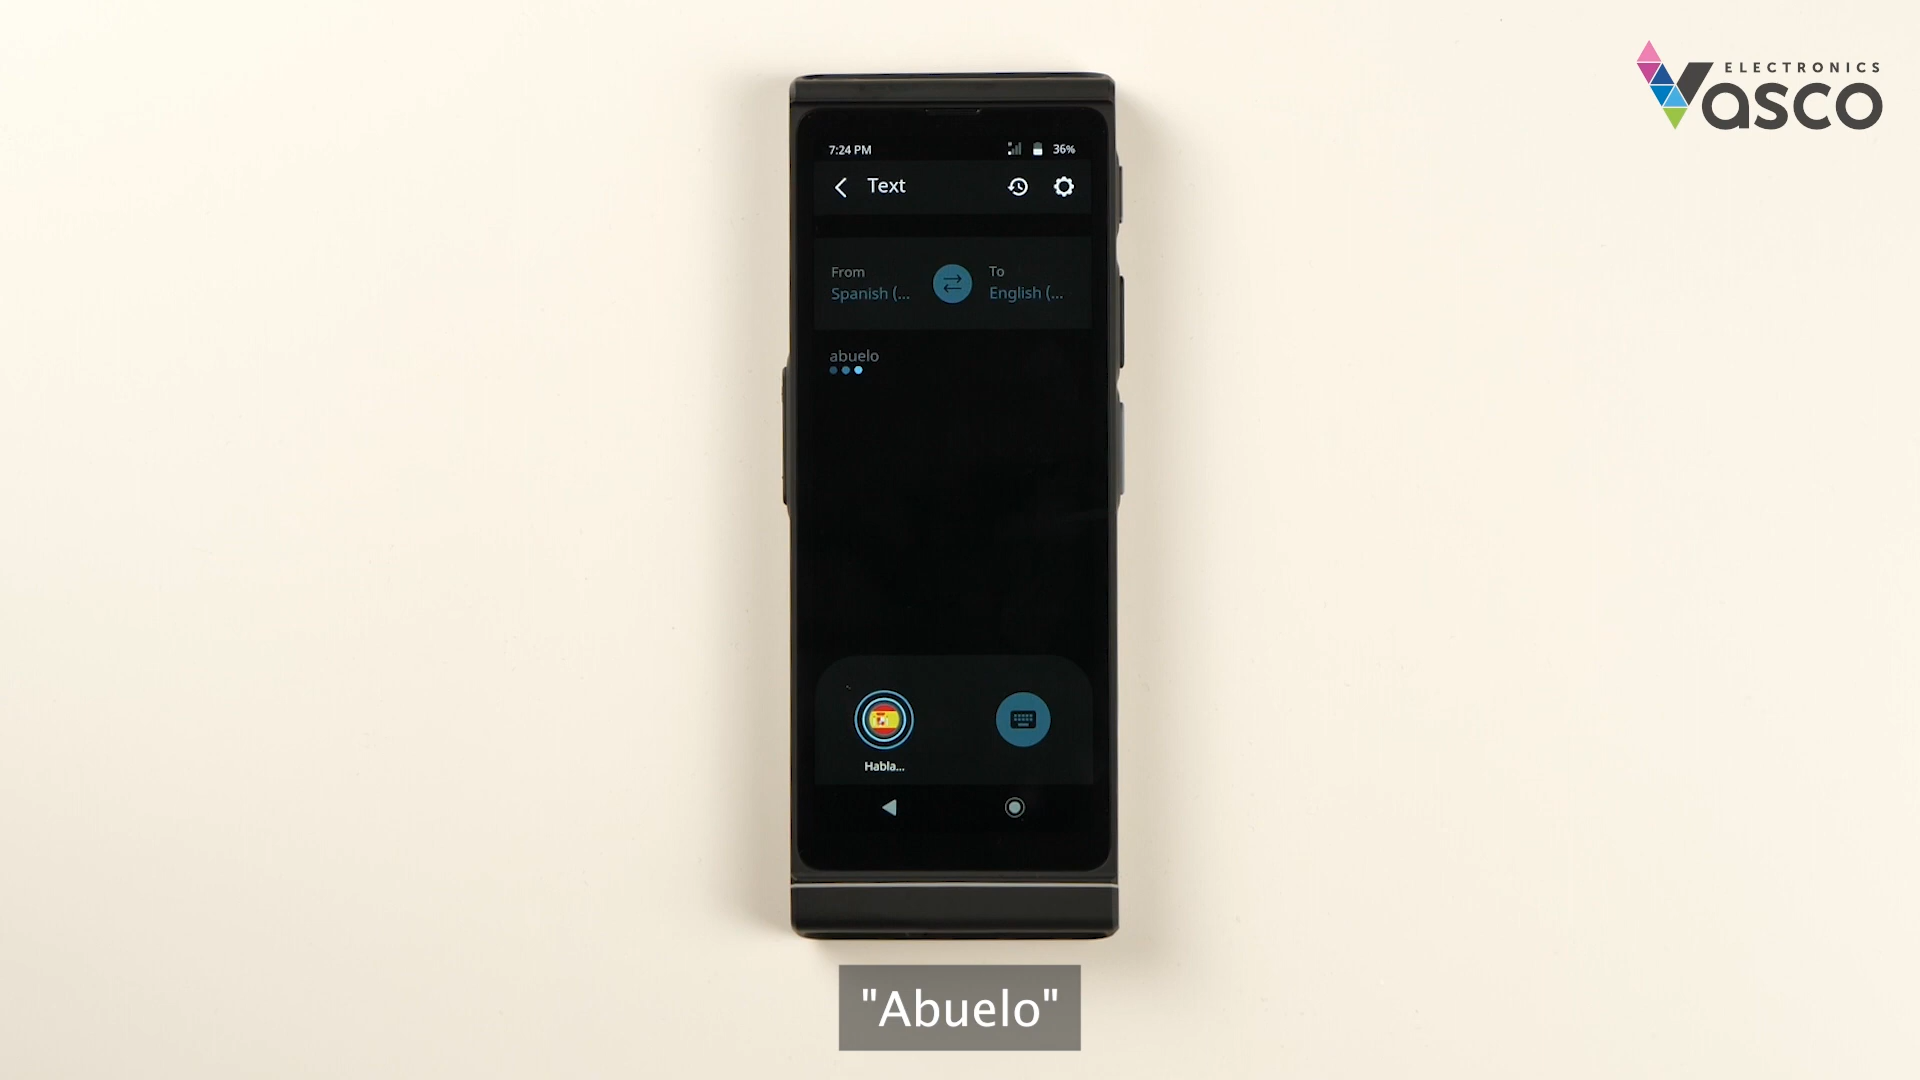 ELECTRONICS
Vasco
7:24 PM
36%
Text
From
To
Spanish (...
English (...
abuelo
Habla...
"Abuelo"